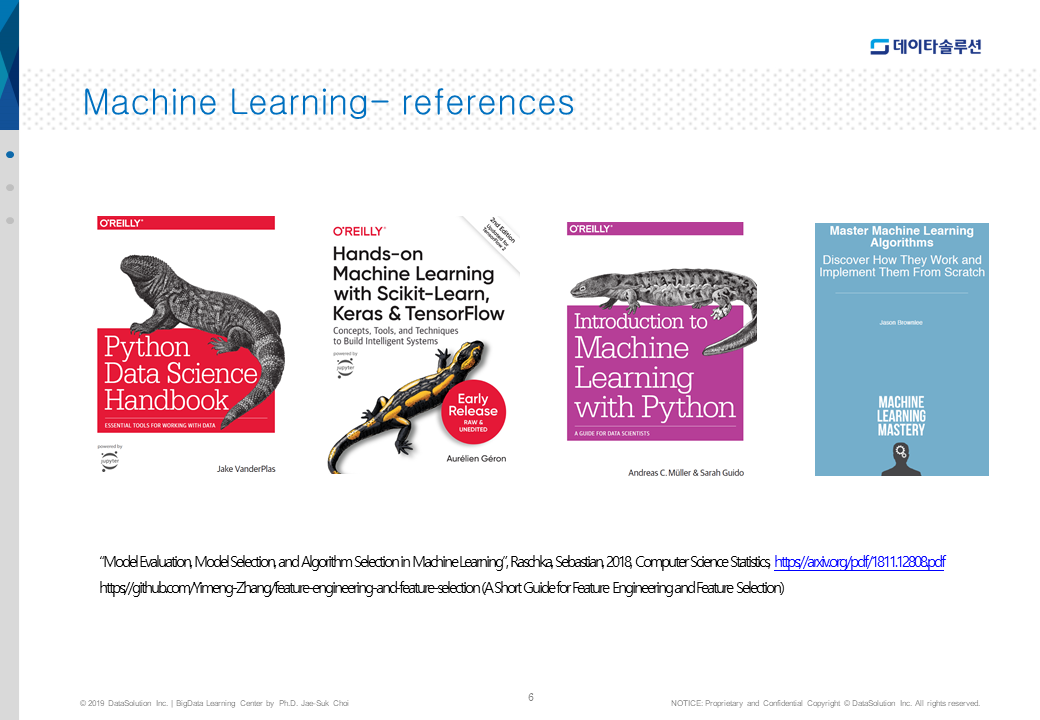 데이타솔루션
Machine Learning- references
O'REILLY®
Python
Data Science
Handbook
ESSENTIAL TOOLS FOR WORKING WITH DATA
powered by
jupyter
Jake VanderPlas
2nd Edition
Updated for
TensorFlow 2
O'REILLY®
Hands-on
Machine Learning
with Scikit-Learn,
Keras & TensorFlow
Concepts, Tools, and Techniques
to Build Intelligent Systems
powered by
jupyter
Early
Release
RAW &
UNEDITED
Aurélien Géron
O'REILLY®
Introduction to
Machine
Learning
with Python
A GUIDE FOR DATA SCIENTISTS
Andreas C. Müller & Sarah Guido
Master Machine Learning
Algorithms
Discover How They Work and
Implement Them From Scratch
Jason Brownlee
MACHINE
LEARNING
MASTERY
“Model Evaluation, Model Selection, and Algorithm Selection in Machine Learning”, Raschka, Sebastian, 2018, Computer Science Statistics, https://arxiv.org/pdf/1811.12808.pdf
https://github.com/Yimeng-Zhang/feature-engineering-and-feature-selection (A Short Guide for Feature Engineering and Feature Selection)
© 2019 DataSolution Inc. | BigData Learning Center by Ph.D. Jae-Suk Choi
6
NOTICE: Proprietary and Confidential Copyright © DataSolution Inc. All rights reserved.